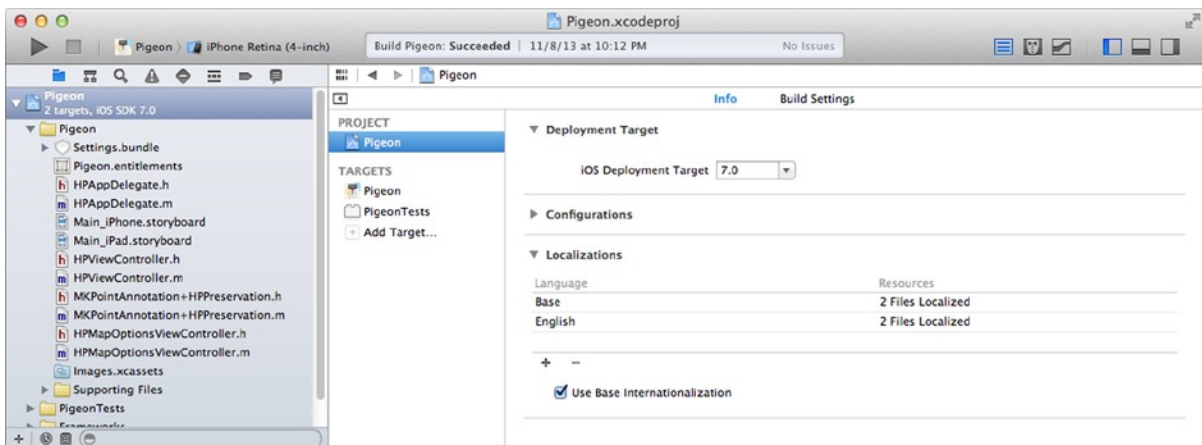 Pigeon.xcodeproj
Pigeon
iPhone Retina (4-inch)
Build Pigeon: Succeeded
11/8/13 at 10:12 PM
No Issues
Pigeon
2 targets, iOS SDK 7.0
Pigeon
Settings.bundle
Pigeon.entitlements
HPAppDelegate.h
HPAppDelegate.m
Main_iPhone.storyboard
Main_iPad.storyboard
HPViewController.h
HPViewController.m
MKPointAnnotation+HPPreservation.h
MKPointAnnotation+HPPreservation.m
HPMapOptionsViewController.h
HPMapOptionsViewController.m
Images.xcassets
Supporting Files
PigeonTests
Frameworks
Pigeon
PROJECT
Pigeon
TARGETS
Pigeon
PigeonTests
Add Target...
Info
Build Settings
Deployment Target
iOS Deployment Target 7.0
Configurations
Localizations
Language Resources
Base 2 Files Localized
English 2 Files Localized
Use Base Internationalization